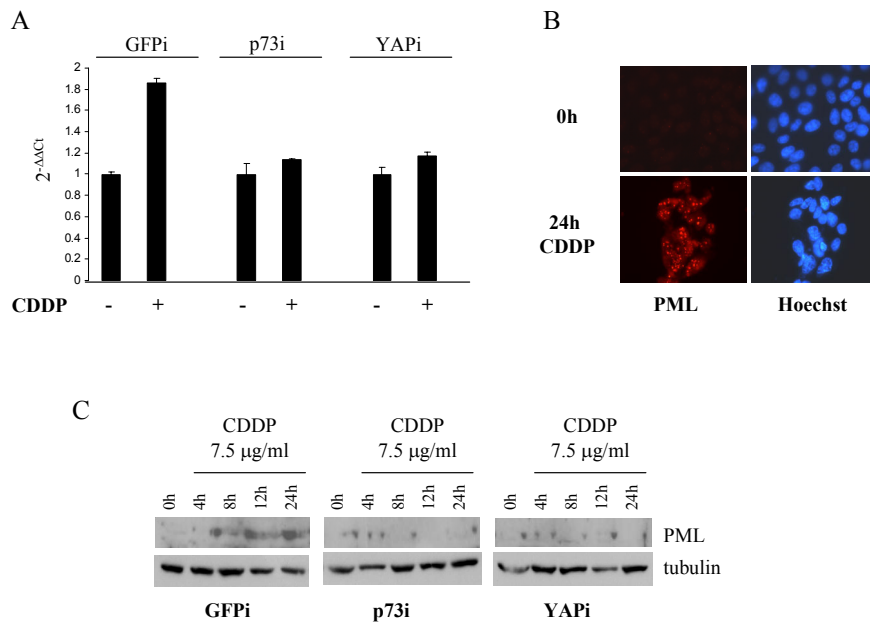 A
GFPi p73i YAPi
2-ΔΔCt
2
1.8
1.6
1.4
1.2
1
0.8
0.6
0.4
0.2
0
CDDP - + - + - +
B
0h
24h
CDDP
PML Hoechst
C
CDDP CDDP CDDP
7.5 μg/ml 7.5 μg/ml 7.5 μg/ml
0h 4h 8h 12h 24h 0h 4h 8h 12h 24h 0h 4h 8h 12h 24h
PML
tubulin
GFPi p73i YAPi